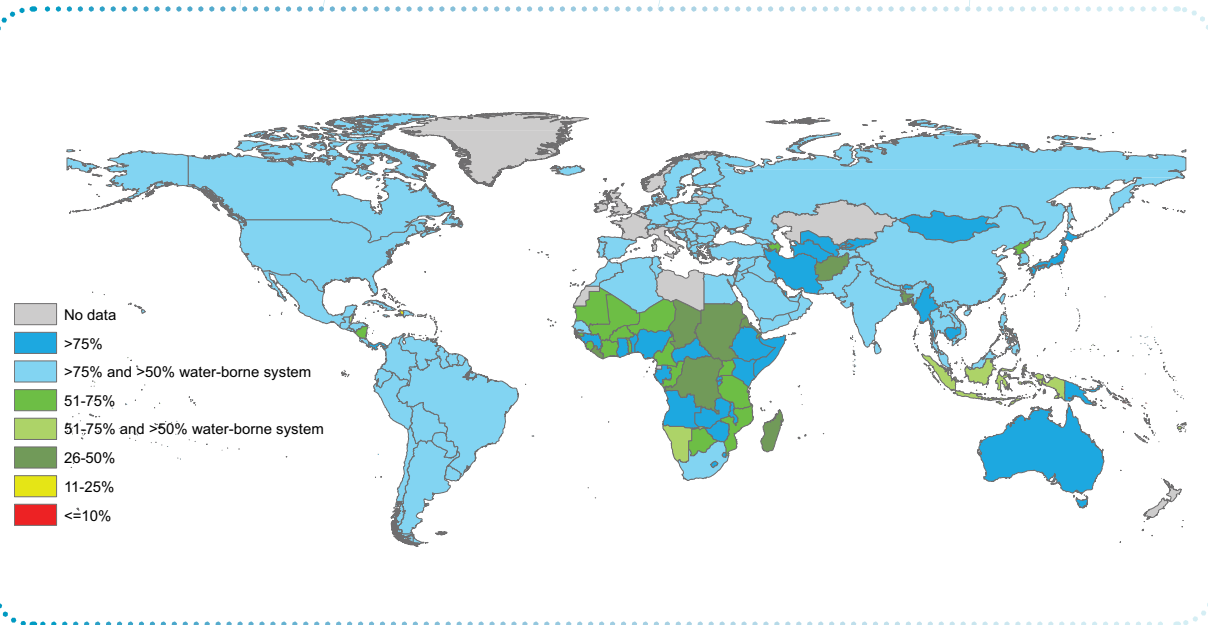 No data
>75%
>75% and >50% water-borne system
51-75%
51-75% and >50% water-borne system
26-50%
11-25%
<=10%